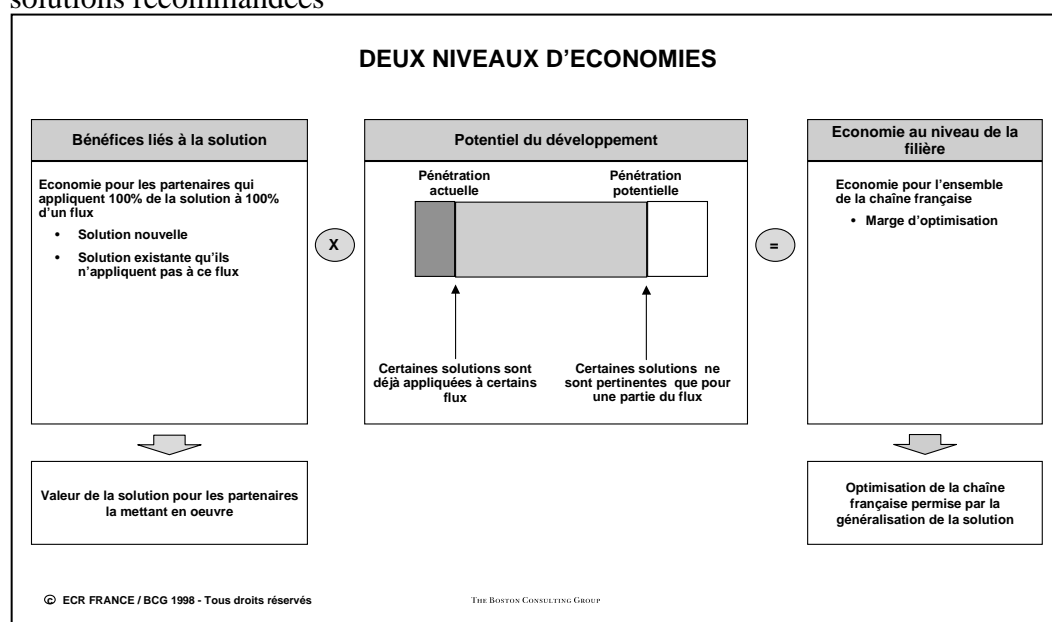 solutions recommandées
DEUX NIVEAUX D'ECONOMIES
Bénéfices liés à la solution
Economie pour les partenaires qui
appliquent 100% de la solution à 100%
d'un flux
• Solution nouvelle
• Solution existante qu'ils
n'appliquent pas à ce flux
X
Potentiel du développement
Pénétration
actuelle
Pénétration
potentielle
Certaines solutions sont
déjà appliquées à certains
flux
Certaines solutions ne
sont pertinentes que pour
une partie du flux
=
Economie au niveau de la
filière
Economie pour l'ensemble
de la chaîne française
• Marge d'optimisation
Valeur de la solution pour les partenaires
la mettant en oeuvre
Optimisation de la chaîne
française permise par la
généralisation de la solution
© ECR FRANCE / BCG 1998 - Tous droits réservés
THE BOSTON CONSULTING GROUP